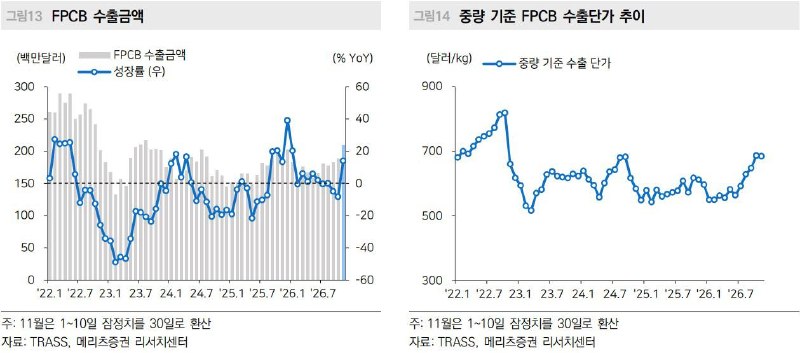 그림13 FPCB 수출금액
(백만달러)
(% YoY)
FPCB 수출금액
성장률 (우)
300
250
200
150
100
50
0
60
40
20
0
-20
-40
-60
'22.1 '22.7 23.1 23.7 24.1 24.7 '25.1 '25.7 '26.1 '26.7
주: 11월은 1~10일 잠정치를 30일로 환산
자료: TRASS, 메리츠증권 리서치센터
그림14 중량 기준 FPCB 수출단가 추이
(달러/kg)
중량 기준 수출 단가
900
700
500
300
'22.1 '22.7 23.1 23.7 24.1 24.7 '25.1 '25.7 '26.1 '26.7
주: 11월은 1~10일 잠정치를 30일로 환산
자료: TRASS, 메리츠증권 리서치센터